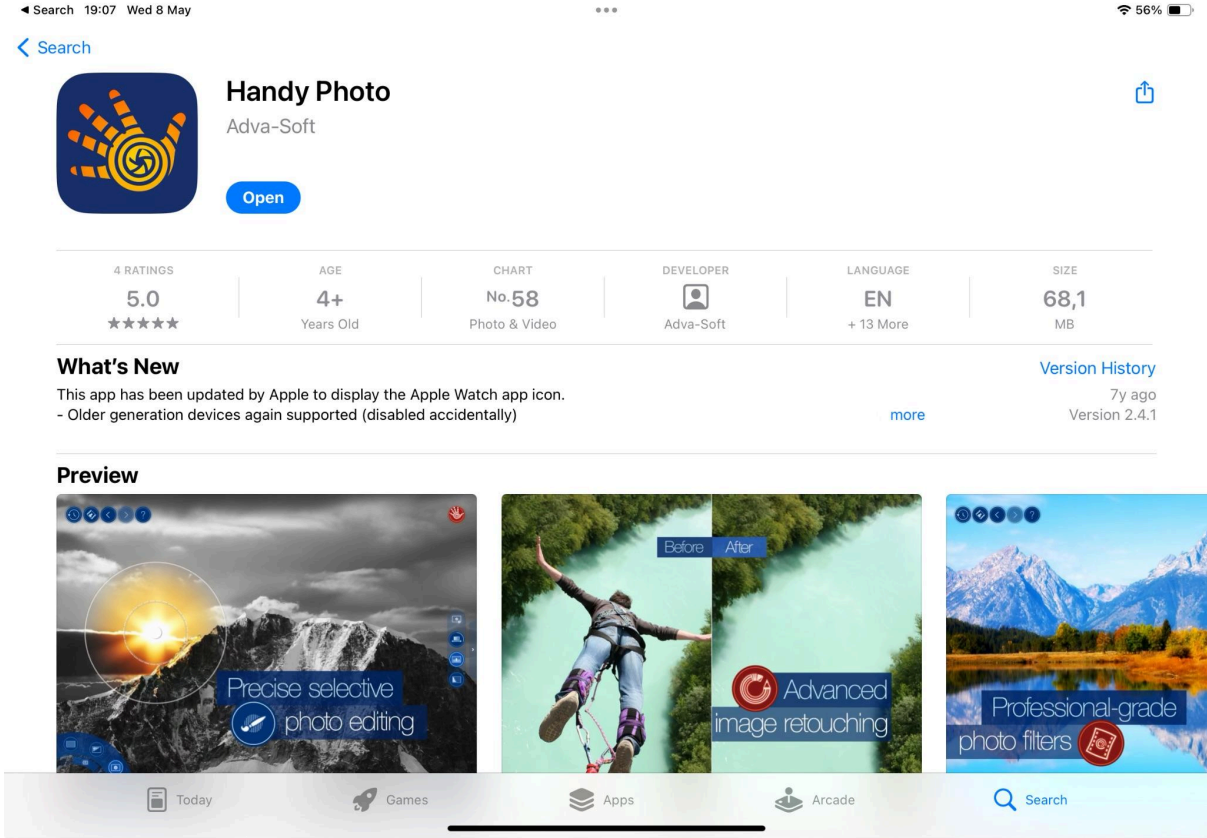 Search 19:07 Wed 8 May
56%
Search
Handy Photo
Adva-Soft
Open
4 RATINGS
5.0
AGE
4+
Years Old
CHART
No.58
Photo & Video
DEVELOPER
Adva-Soft
LANGUAGE
EN
+ 13 More
SIZE
68,1
MB
What's New
Version History
This app has been updated by Apple to display the Apple Watch app icon.
7y ago
- Older generation devices again supported (disabled accidentally)
more
Version 2.4.1
Preview
Precise selective
photo editing
Before After
Advanced
image retouching
Professional-grade
photo filters
Today
Games
Apps
Arcade
Search